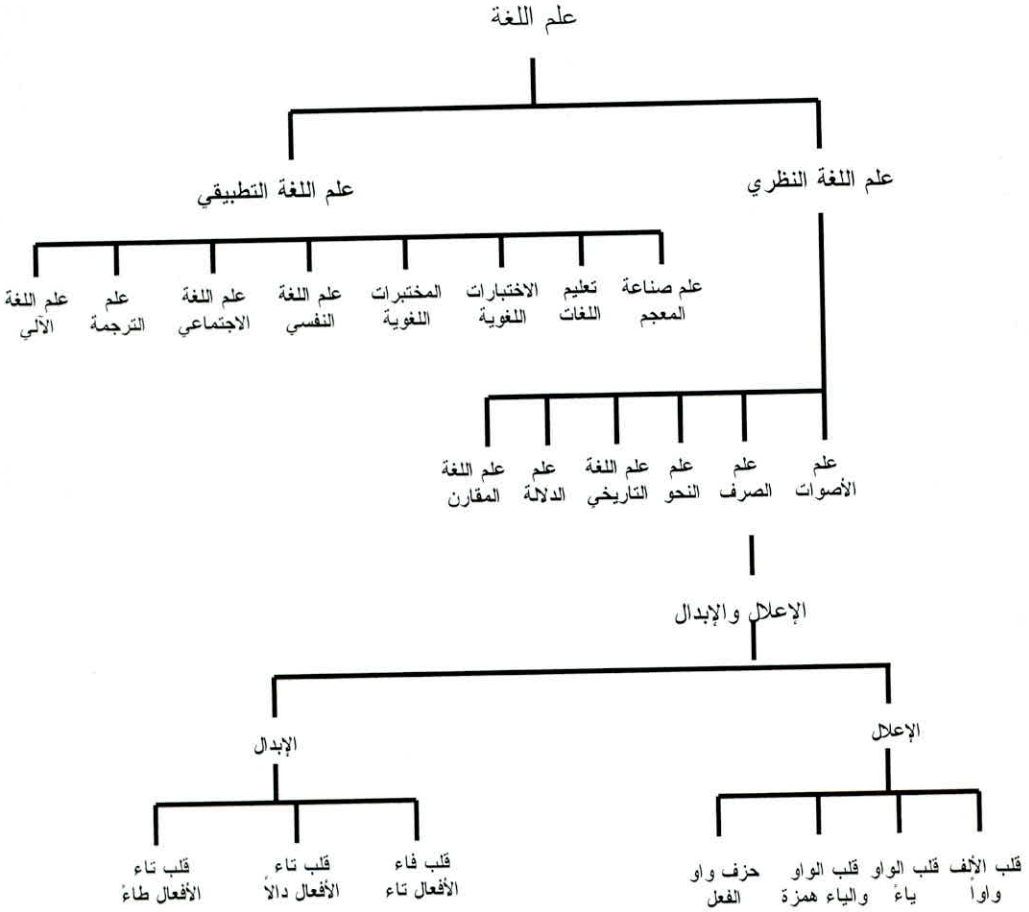 علم اللغة
علم اللغة النظري
علم اللغة التطبيقي
علم صناعة
المعجم
تعليم
اللغات
الاختبارات
اللغوية
المختبرات
اللغوية
علم اللغة
النفسي
علم اللغة
الاجتماعي
علم
الترجمة
علم اللغة
الآلي
علم
الأصوات
علم
الصرف
علم
النحو
علم اللغة
التاريخي
علم
الدلالة
علم اللغة
المقارن
الإعلال والإبدال
الإعلال
الإبدال
قلب الألف
واواً
قلب الواو
ياءً
قلب الواو
والياء همزة
حزف واو
الفعل
قلب فاء
الأفعال تاء
قلب تاء
الأفعال دالاً
قلب تاء
الأفعال طاءً